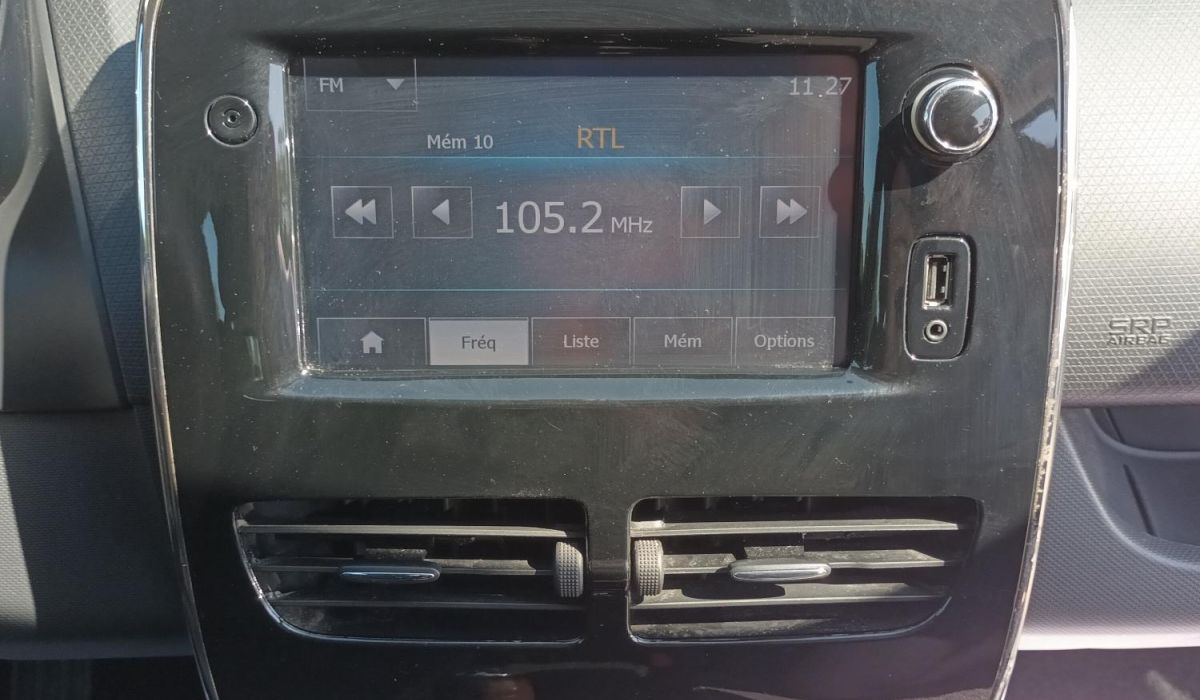 FM
11 27
Mém 10 RTL
105.2 MHz
Fréq Liste Mém Options
SRP
AIRBAG